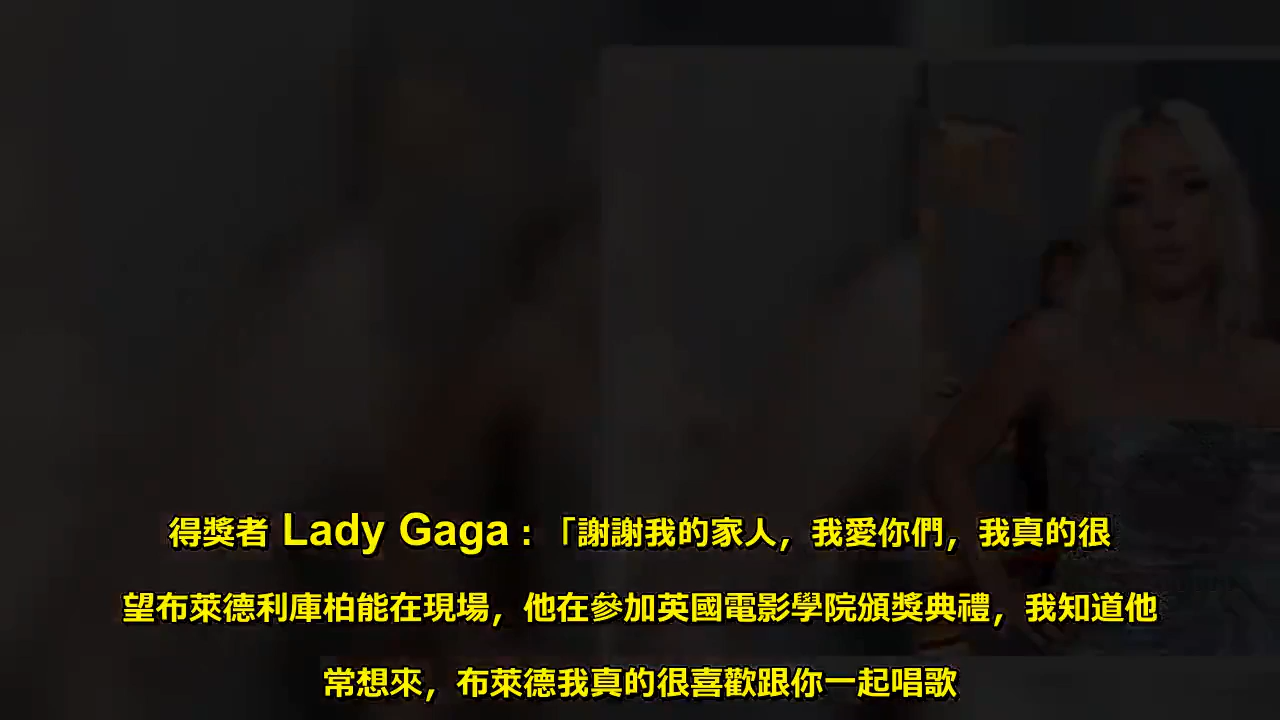 得獎者 Lady Gaga：「謝謝我的家人，我愛你們，我真的很
望布萊德利庫柏能在現場，他在參加英國電影學院頒獎典禮，我知道他
常想來，布萊德我真的很喜歡跟你一起唱歌